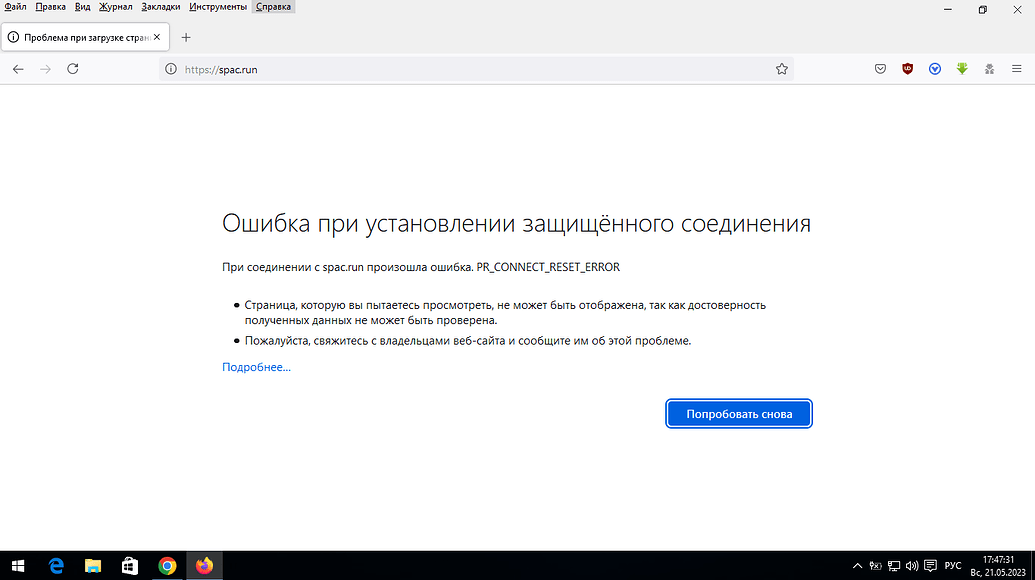 Файл Правка Вид Журнал Закладки Инструменты Справка
Проблема при загрузке стран
https://spac.run
Ошибка при установлении защищённого соединения
При соединении с spac.run произошла ошибка. PR_CONNECT_RESET_ERROR
Страница, которую вы пытаетесь просмотреть, не может быть отображена, так как достоверность
полученных данных не может быть проверена.
Пожалуйста, свяжитесь с владельцами веб-сайта и сообщите им об этой проблеме.
Подробнее...
Попробовать снова
17:47:31
РУС
Вс, 21.05.2023